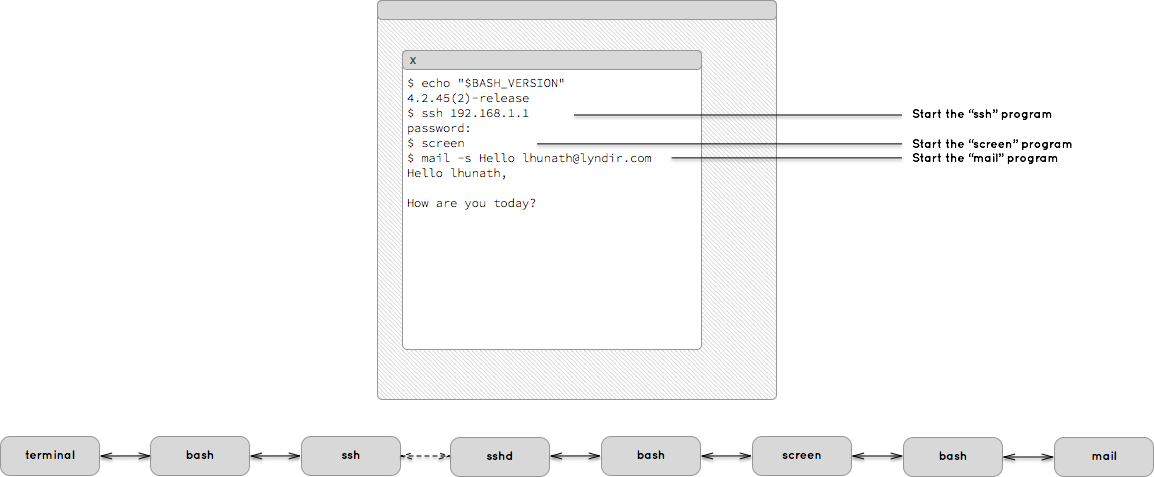 x
$ echo "$BASH_VERSION"
4.2.45(2)-release
$ ssh 192.168.1.1
password:
$ screen
$ mail -s Hello lhunath@lyndir.com
Hello lhunath,
How are you today?
Start the “ssh” program
Start the “screen” program
Start the “mail” program
terminal
bash
ssh
sshd
bash
screen
bash
mail